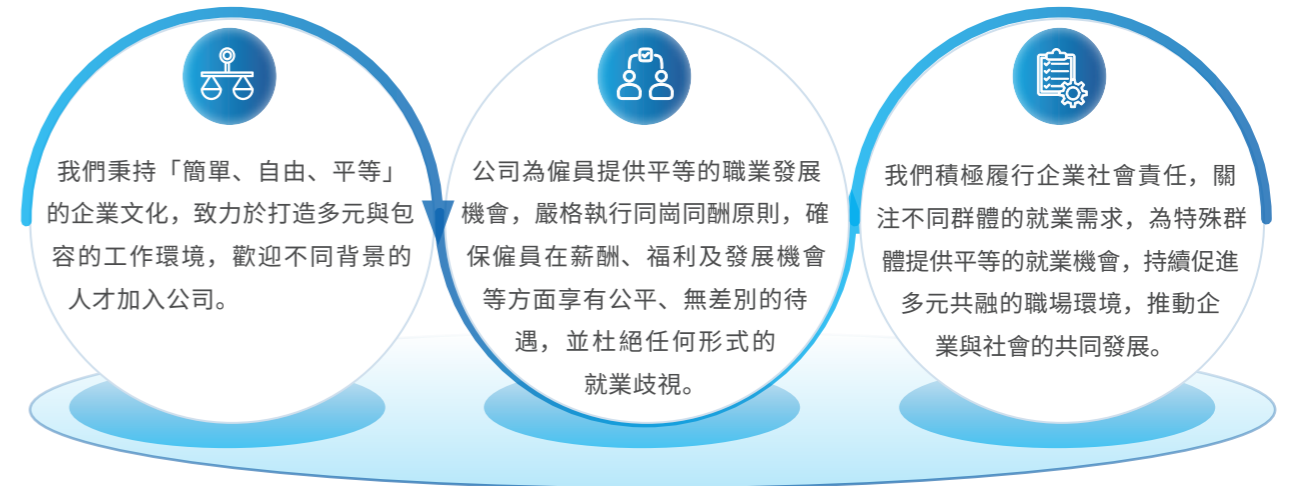 我們秉持「簡單、自由、平等」
的企業文化，致力於打造多元與包
容的工作環境，歡迎不同背景的
人才加入公司。
公司為僱員提供平等的職業發展
機會，嚴格執行同崗同酬原則，確
保僱員在薪酬、福利及發展機會
等方面享有公平、無差別的待
遇，並杜絕任何形式的
就業歧視。
我們積極履行企業社會責任，關
注不同群體的就業需求，為特殊群
體提供平等的就業機會，持續促進
多元共融的職場環境，推動企
業與社會的共同發展。